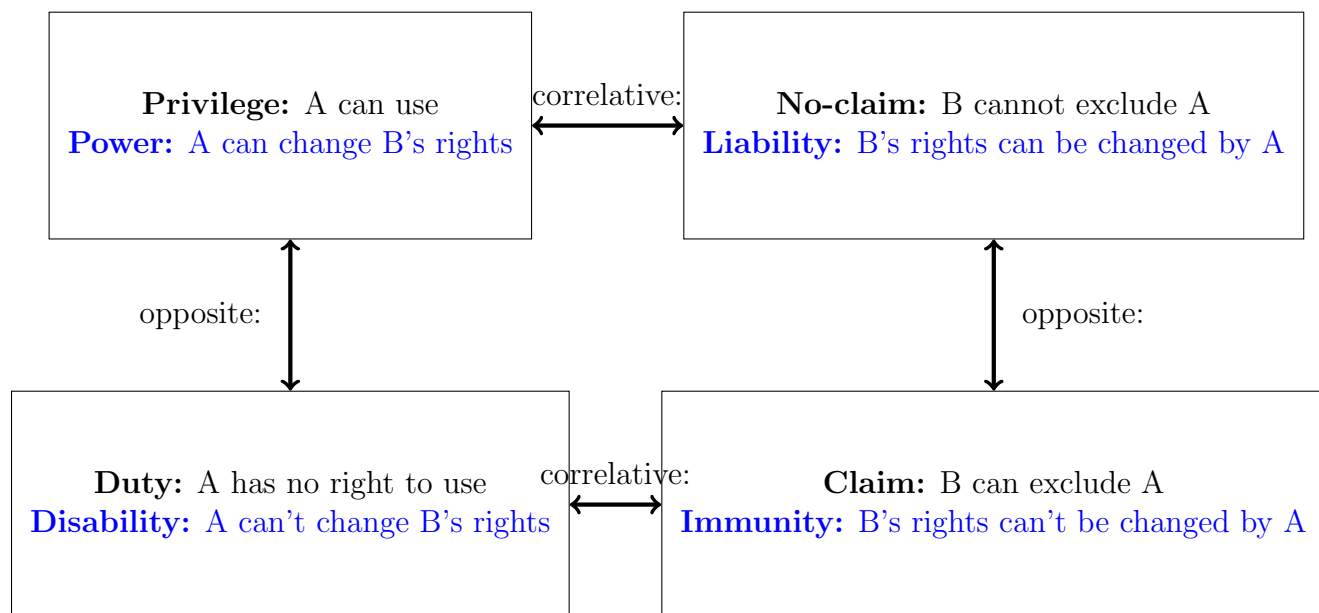 correlative:
Privilege: A can use
Power: A can change B's rights
No-claim: B cannot exclude A
Liability: B's rights can be changed by A
opposite:
opposite:
correlative:
Duty: A has no right to use
Disability: A can't change B's rights
Claim: B can exclude A
Immunity: B's rights can't be changed by A